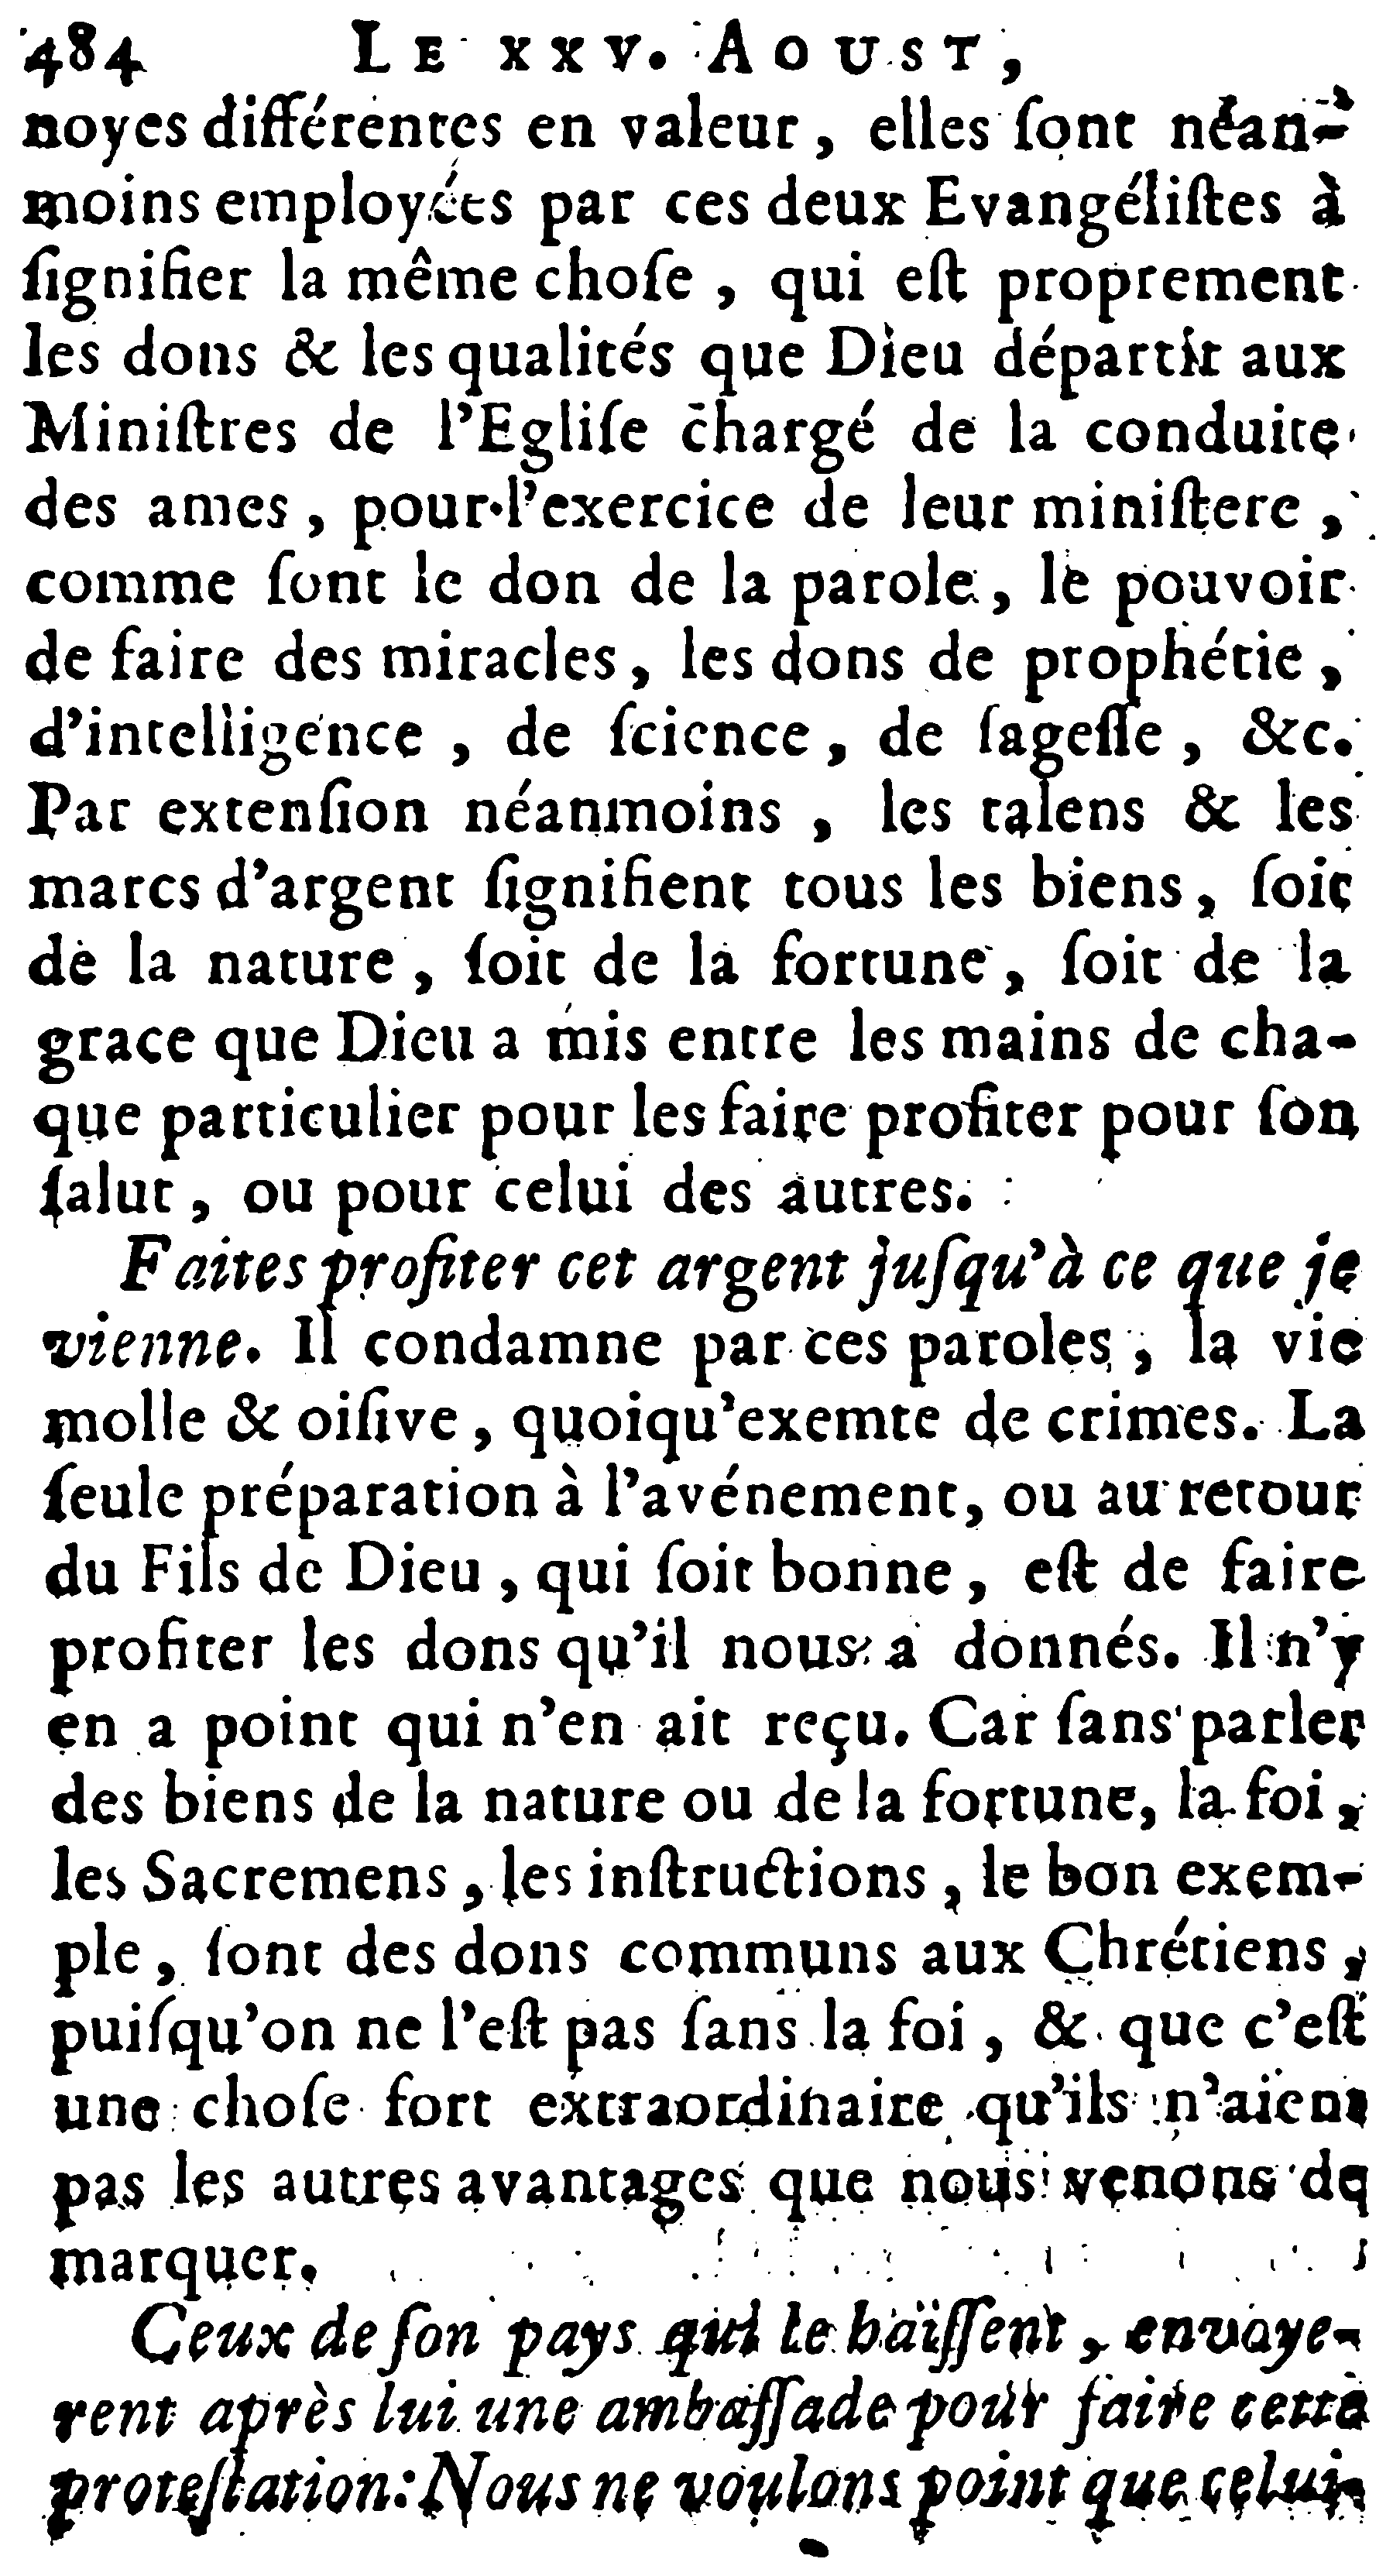 484 LE XXV. AOUST,
noyes différentes en valeur, elles ſont néan-
moins employées par ces deux Evangéliſtes à
ſignifier la même choſe, qui eſt proprement
les dons & les qualités que Dieu départit aux
Miniſtres de l'Egliſe chargé de la conduite
des ames, pour l'exercice de leur miniſtere,
comme ſont le don de la parole, le pouvoir
de faire des miracles, les dons de prophétie,
d'intelligence, de ſcience, de ſageſſe, &c.
Par extenſion néanmoins, les talens & les
marcs d'argent ſignifient tous les biens, ſoit
de la nature, ſoit de la fortune, ſoit de la
grace que Dieu a mis entre les mains de cha-
que particulier pour les faire profiter pour ſon
ſalut, ou pour celui des autres.
Faites profiter cet argent juſqu'à ce que je
vienne. Il condamne par ces paroles, la vie
molle & oiſive, quoiqu'exemte de crimes. La
ſeule préparation à l'avénement, ou au retour
du Fils de Dieu, qui ſoit bonne, eſt de faire
profiter les dons qu'il nous a donnés. Il n'y
en a point qui n'en ait reçu. Car ſans parler
des biens de la nature ou de la fortune, la foi,
les Sacremens, les inſtructions, le bon exem-
ple, ſont des dons communs aux Chrétiens,
puiſqu'on ne l'eſt pas ſans la foi, & que c'eſt
une choſe fort extraordinaire qu'ils n'aient
pas les autres avantages que nous venons de
marquer.
Ceux de ſon pays qui le haïſſent, envoye-
rent après lui une ambaſſade pour faire cette
proteſtation: Nous ne voulons point que celui-